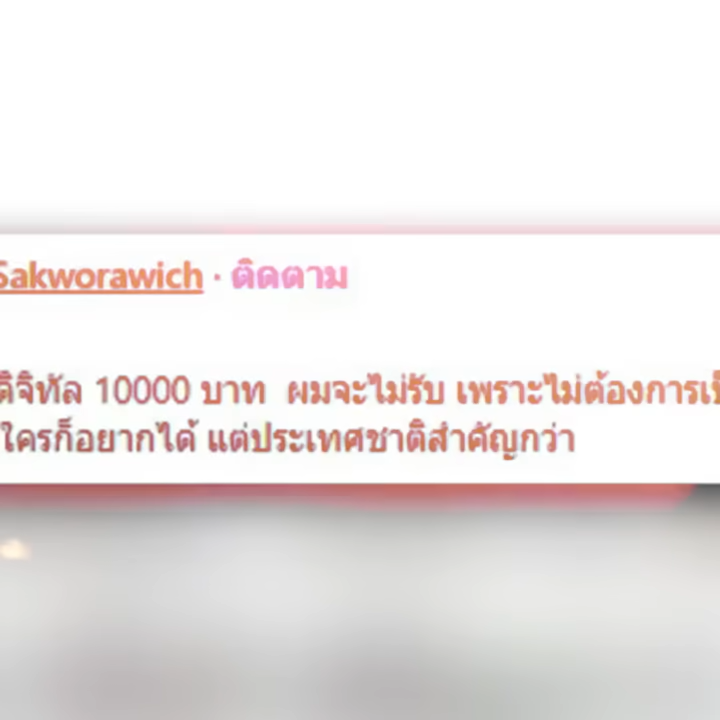 Sakworawich · ติดตาม
ดิจิทัล 10000 บาท ผมจะไม่รับ เพราะไม่ต้องการเป็
ใครก็อยากได้ แต่ประเทศชาติสำคัญกว่า